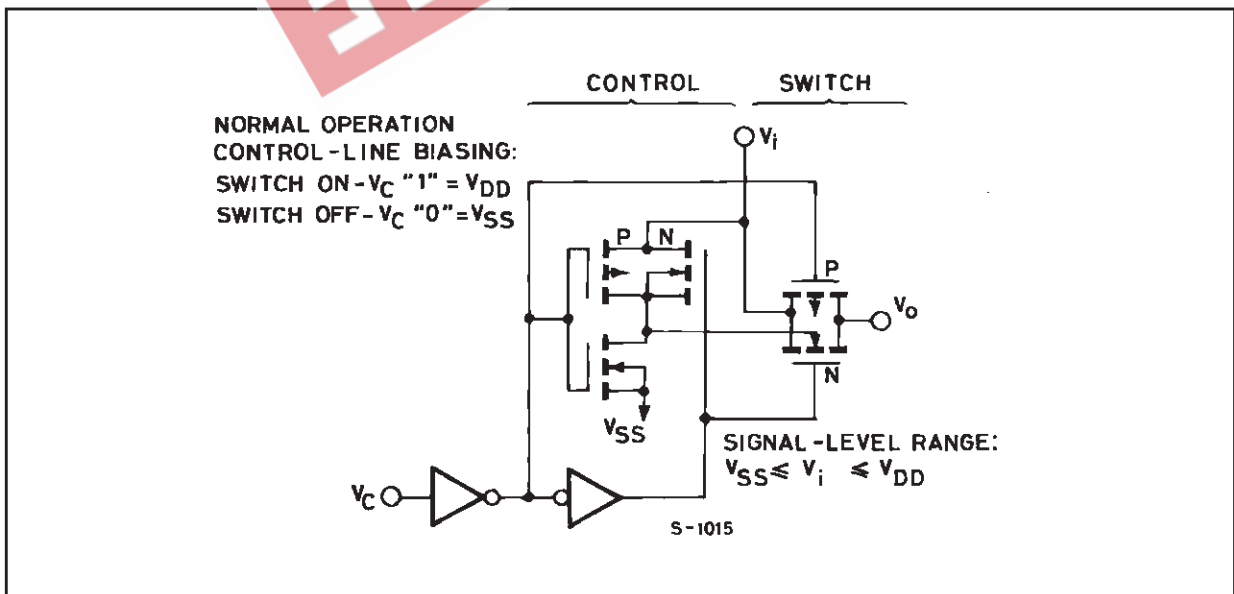 CONTROL SWITCH
NORMAL OPERATION
CONTROL-LINE BIASING:
SWITCH ON-VC "1" = VDD
SWITCH OFF-VC "0"=VSS
Vi
P N
P
Vo
N
VSS
SIGNAL-LEVEL RANGE:
VSS ≤ Vi ≤ VDD
VC
S-1015